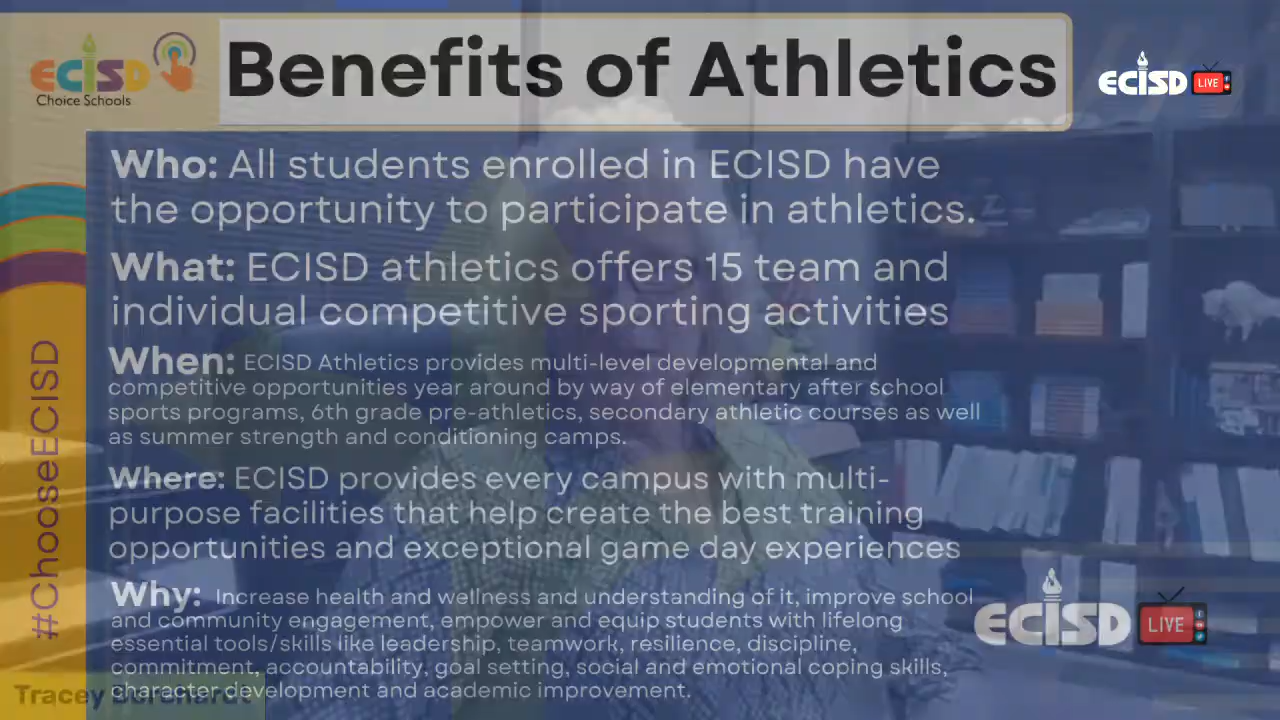 ECISD
Choice Schools
Benefits of Athletics
ECISD LIVE
Who: All students enrolled in ECISD have
the opportunity to participate in athletics.
What: ECISD athletics offers 15 team and
individual competitive sporting activities
When: ECISD Athletics provides multi-level developmental and
competitive opportunities year around by way of elementary after school
sports programs, 6th grade pre-athletics, secondary athletic courses as well
as summer strength and conditioning camps.
Where: ECISD provides every campus with multi-
purpose facilities that help create the best training
opportunities and exceptional game day experiences
Why: Increase health and wellness and understanding of it, improve school
and community engagement, empower and equip students with lifelong
essential tools/skills like leadership, teamwork, resilience, discipline,
commitment, accountability, goal setting, social and emotional coping skills,
character development and academic improvement.
#ChooseECISD
ECISD LIVE
Tracey Borchardt